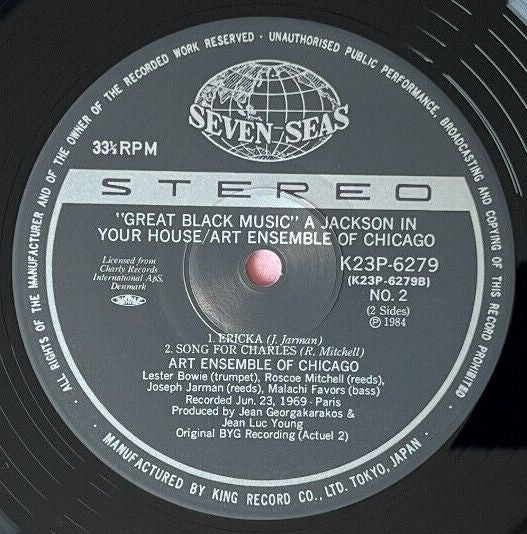 ALL RIGHTS OF THE MANUFACTURER AND OF THE OWNER OF THE RECORDED WORK RESERVED · UNAUTHORISED PUBLIC PERFORMANCE, BROADCASTING AND COPYING OF THIS RECORD PROHIBITED
SEVEN SEAS
33⅓RPM
STEREO
"GREAT BLACK MUSIC" A JACKSON IN
YOUR HOUSE/ART ENSEMBLE OF CHICAGO
Licensed from
Charly Records
International ApS.
Denmark
K23P-6279
(K23P-6279B)
NO. 2
(2 Sides)
℗ 1984
1. ERICKA (J. Jarman)
2. SONG FOR CHARLES (R. Mitchell)
ART ENSEMBLE OF CHICAGO
Lester Bowie (trumpet), Roscoe Mitchell (reeds),
Joseph Jarman (reeds), Malachi Favors (bass)
Recorded Jun. 23, 1969 · Paris
Produced by Jean Georgakarakos &
Jean Luc Young
Original BYG Recording (Actuel 2)
· MANUFACTURED BY KING RECORD CO., LTD. TOKYO, JAPAN ·